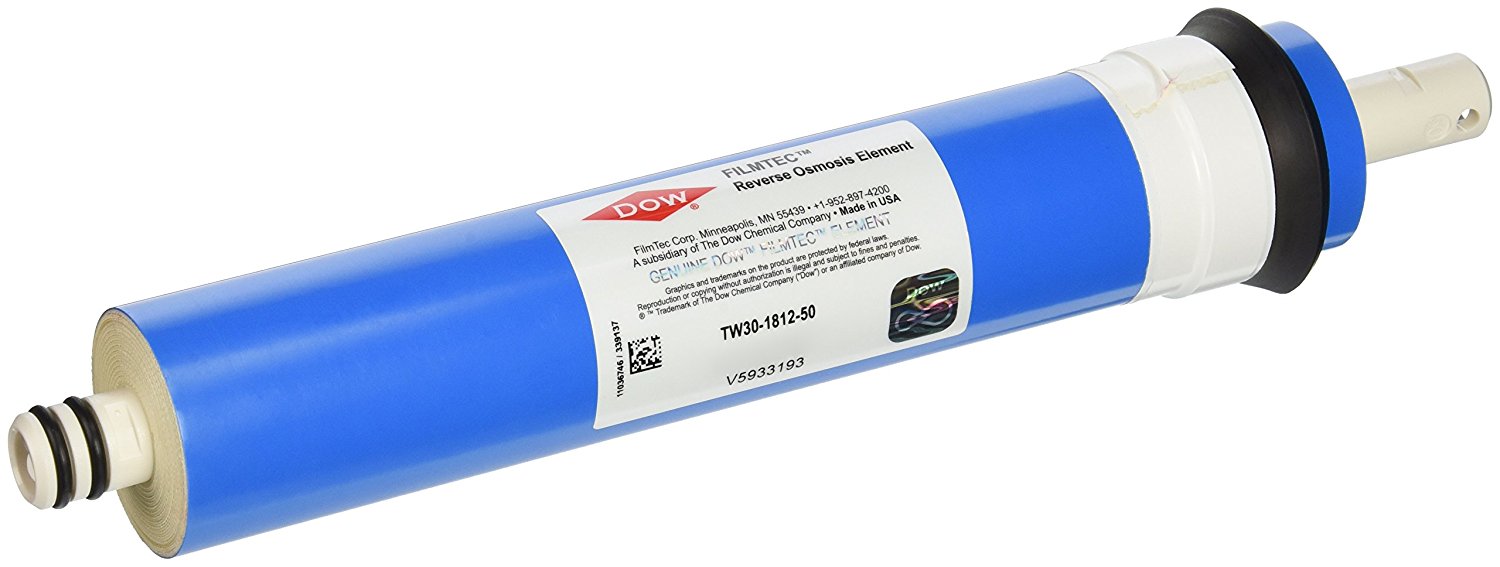 DOW®
FILMTEC™
Reverse Osmosis Element
FilmTec Corp. Minneapolis, MN 55439 • +1-952-897-4200
A subsidiary of The Dow Chemical Company • Made in USA
GENUINE DOW™ FILMTEC™ ELEMENT
Graphics and trademarks on the product are protected by federal laws.
Reproduction or copying without authorization is illegal and subject to fines and penalties.
® ™ Trademark of The Dow Chemical Company ("Dow") or an affiliated company of Dow.
DOW
TW30-1812-50
11036746 / 339137
V5933193